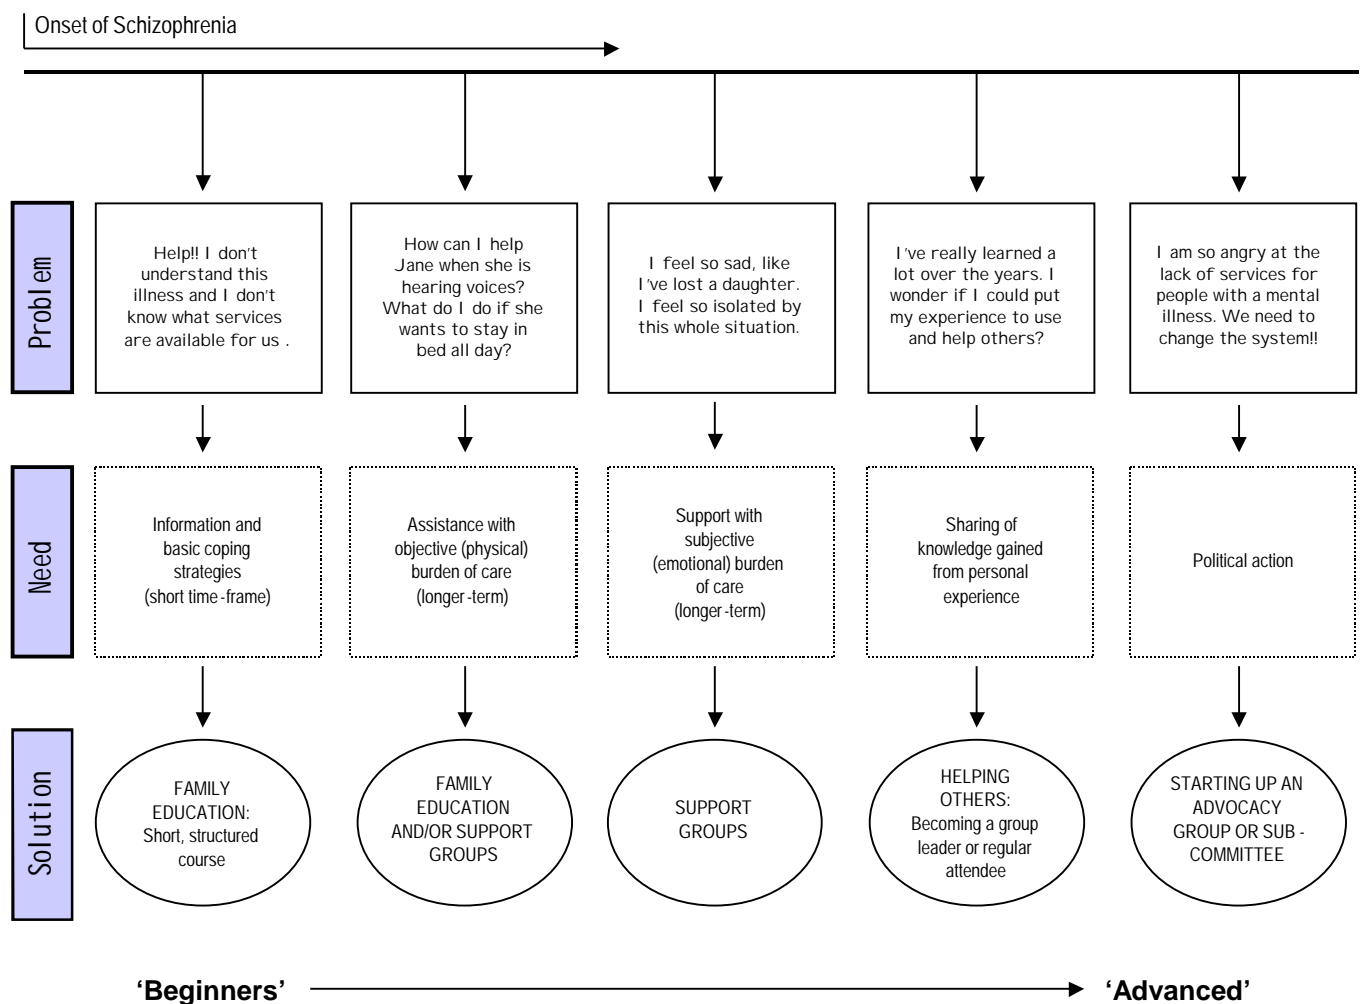 Onset of Schizophrenia
Problem
Help!! I don't
understand this
illness and I don't
know what services
are available for us .
How can I help
Jane when she is
hearing voices?
What do I do if she
wants to stay in
bed all day?
I feel so sad, like
I've lost a daughter.
I feel so isolated by
this whole situation.
I've really learned a
lot over the years. I
wonder if I could put
my experience to use
and help others?
I am so angry at the
lack of services for
people with a mental
illness. We need to
change the system!!
Need
Information and
basic coping
strategies
(short time-frame)
Assistance with
objective (physical)
burden of care
(longer-term)
Support with
subjective
(emotional) burden
of care
(longer-term)
Sharing of
knowledge gained
from personal
experience
Political action
Solution
FAMILY
EDUCATION:
Short, structured
course
FAMILY
EDUCATION
AND/OR SUPPORT
GROUPS
SUPPORT
GROUPS
HELPING
OTHERS:
Becoming a group
leader or regular
attendee
STARTING UP AN
ADVOCACY
GROUP OR SUB -
COMMITTEE
‘Beginners’
‘Advanced’